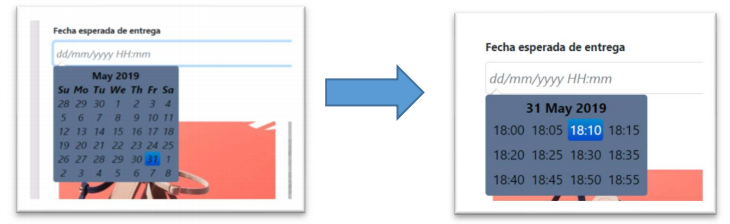 Fecha esperada de entrega
dd/mm/yyyy HH:mm
May 2019
Su Mo Tu We Th Fr Sa
28 29 30 1 2 3 4
5 6 7 8 9 10 11
12 13 14 15 16 17 18
19 20 21 22 23 24 25
26 27 28 29 30 31 1
2 3 4 5 6 7 8
Fecha esperada de entrega
dd/mm/yyyy HH:mm
31 May 2019
18:00 18:05 18:10 18:15
18:20 18:25 18:30 18:35
18:40 18:45 18:50 18:55